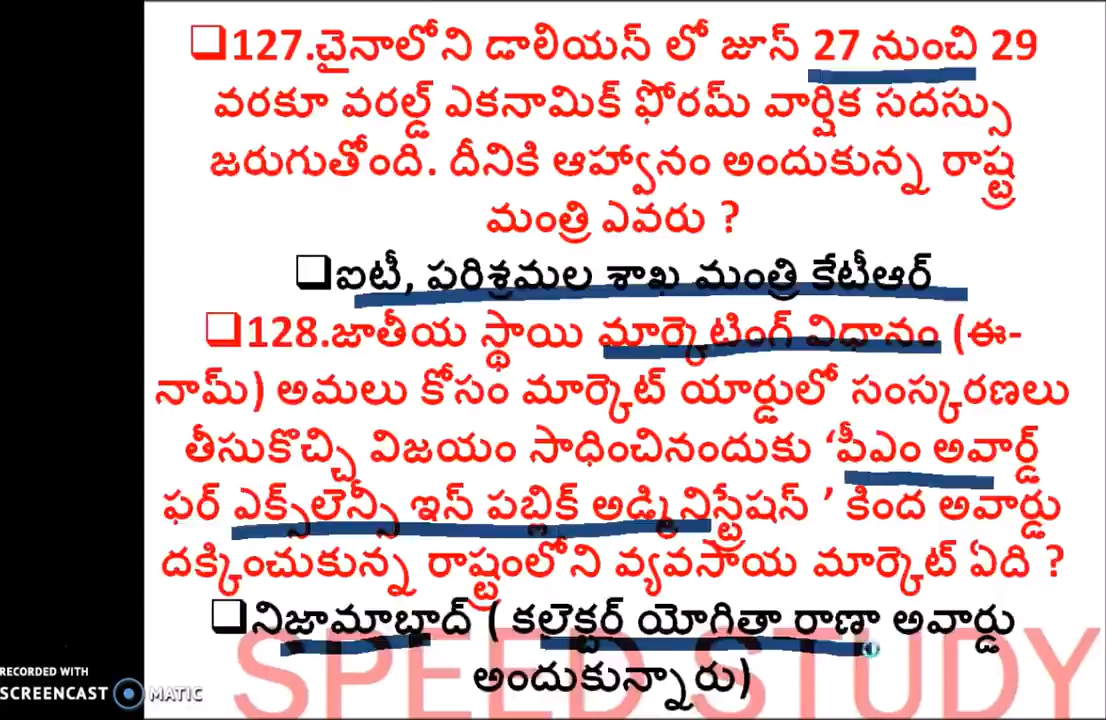 ❑127.చైనాలోని డాలియన్ లో జూన్ 27 నుంచి 29
వరకూ వరల్డ్ ఎకనామిక్ ఫోరమ్ వార్షిక సదస్సు
జరుగుతోంది. దీనికి ఆహ్వానం అందుకున్న రాష్ట్ర
మంత్రి ఎవరు ?
❑ఐటీ, పరిశ్రమల శాఖ మంత్రి కేటీఆర్
❑128.జాతీయ స్థాయి మార్కెటింగ్ విధానం (ఈ-
నామ్) అమలు కోసం మార్కెట్ యార్డులో సంస్కరణలు
తీసుకొచ్చి విజయం సాధించినందుకు ‘పీఎం అవార్డ్
ఫర్ ఎక్స్‌లెన్సీ ఇన్ పబ్లిక్ అడ్మినిస్ట్రేషన్ ’ కింద అవార్డు
దక్కించుకున్న రాష్ట్రంలోని వ్యవసాయ మార్కెట్ ఏది ?
❑నిజామాబాద్ ( కలెక్టర్ యోగితా రాణా అవార్డు
అందుకున్నారు)
SPEED STUDY
RECORDED WITH
SCREENCAST MATIC